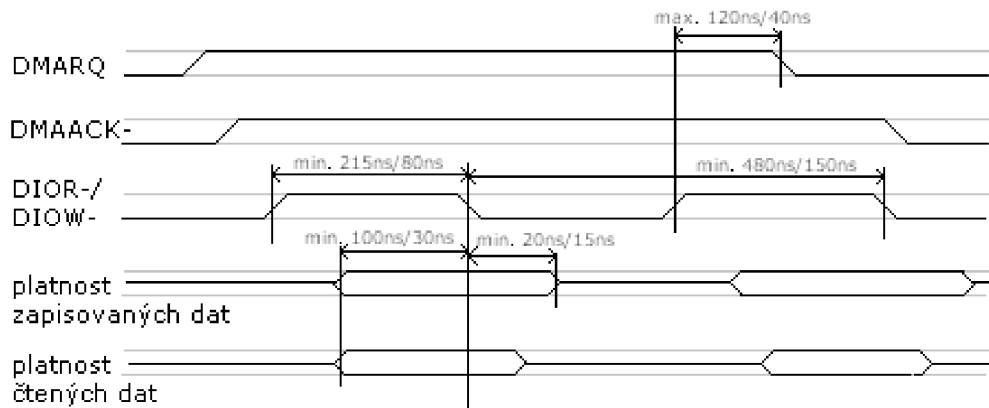 max. 120ns/40ns
DMARQ
DMAACK-
min. 215ns/80ns
min. 480ns/150ns
DIOR-/
DIOW-
min. 100ns/30ns
min. 20ns/15ns
platnost
zapisovaných dat
platnost
čtených dat